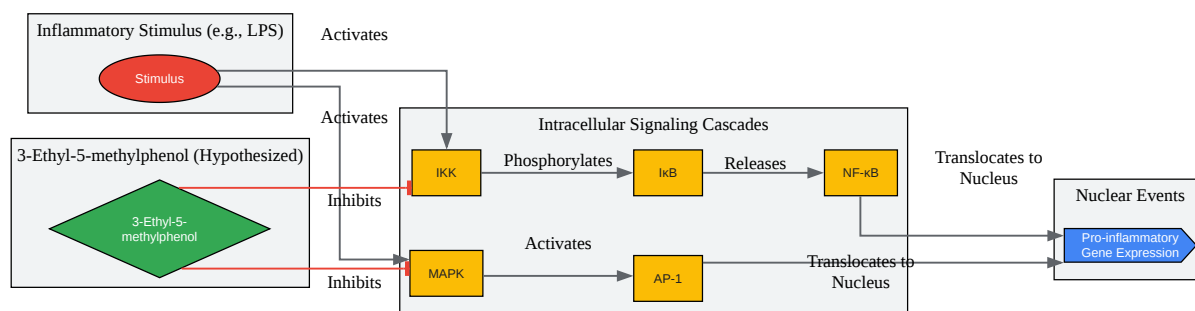 Inflammatory Stimulus (e.g., LPS)
Stimulus
Activates
Activates
3-Ethyl-5-methylphenol (Hypothesized)
3-Ethyl-5-
methylphenol
Inhibits
Inhibits
Intracellular Signaling Cascades
IKK
Phosphorylates
IκB
Releases
NF-κB
MAPK
Activates
AP-1
Translocates to
Nucleus
Translocates to
Nucleus
Nuclear Events
Pro-inflammatory
Gene Expression